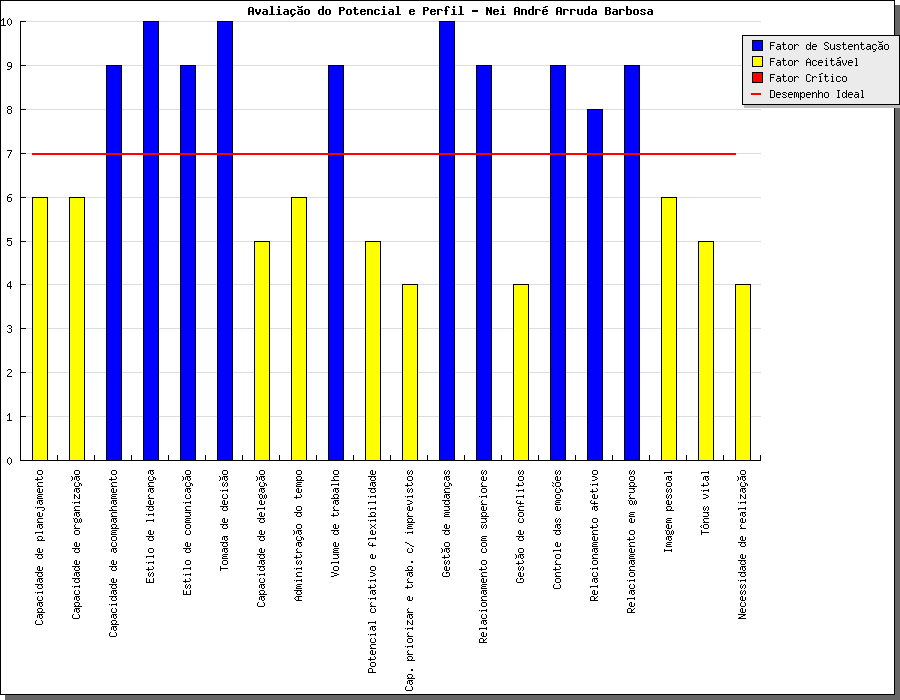 Avaliação do Potencial e Perfil - Nei André Arruda Barbosa
Fator de Sustentação
Fator Aceitável
Fator Crítico
Desempenho Ideal
10
9
8
7
6
5
4
3
2
1
0
Capacidade de planejamento
Capacidade de organização
Capacidade de acompanhamento
Estilo de liderança
Estilo de comunicação
Tomada de decisão
Capacidade de delegação
Administração do tempo
Volume de trabalho
Potencial criativo e flexibilidade
Cap. priorizar e trab. c/ imprevistos
Gestão de mudanças
Relacionamento com superiores
Gestão de conflitos
Controle das emoções
Relacionamento afetivo
Relacionamento em grupos
Imagem pessoal
Tônus vital
Necessidade de realização